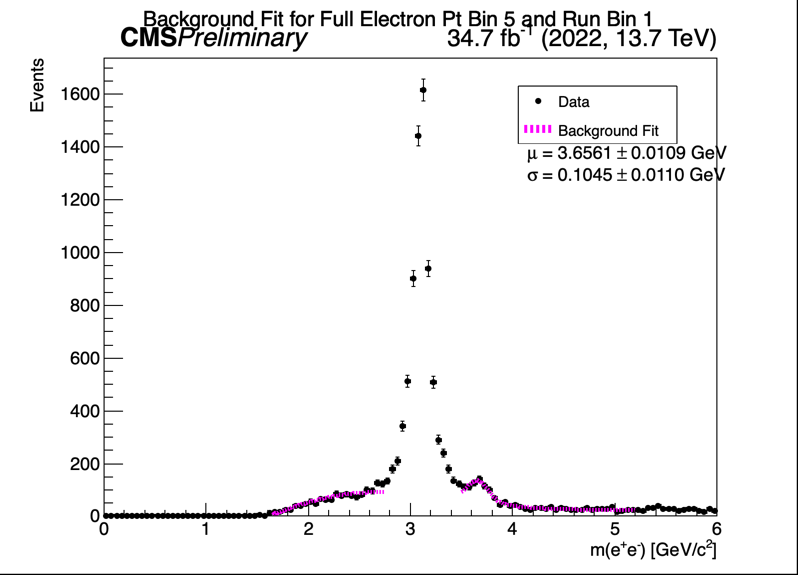 Background Fit for Full Electron Pt Bin 5 and Run Bin 1
CMS Preliminary 34.7 fb⁻¹ (2022, 13.7 TeV)
Events
1600
1400
1200
1000
800
600
400
200
0
Data
Background Fit
μ = 3.6561 ± 0.0109 GeV
σ = 0.1045 ± 0.0110 GeV
0 1 2 3 4 5 6
m(e⁺e⁻) [GeV/c²]